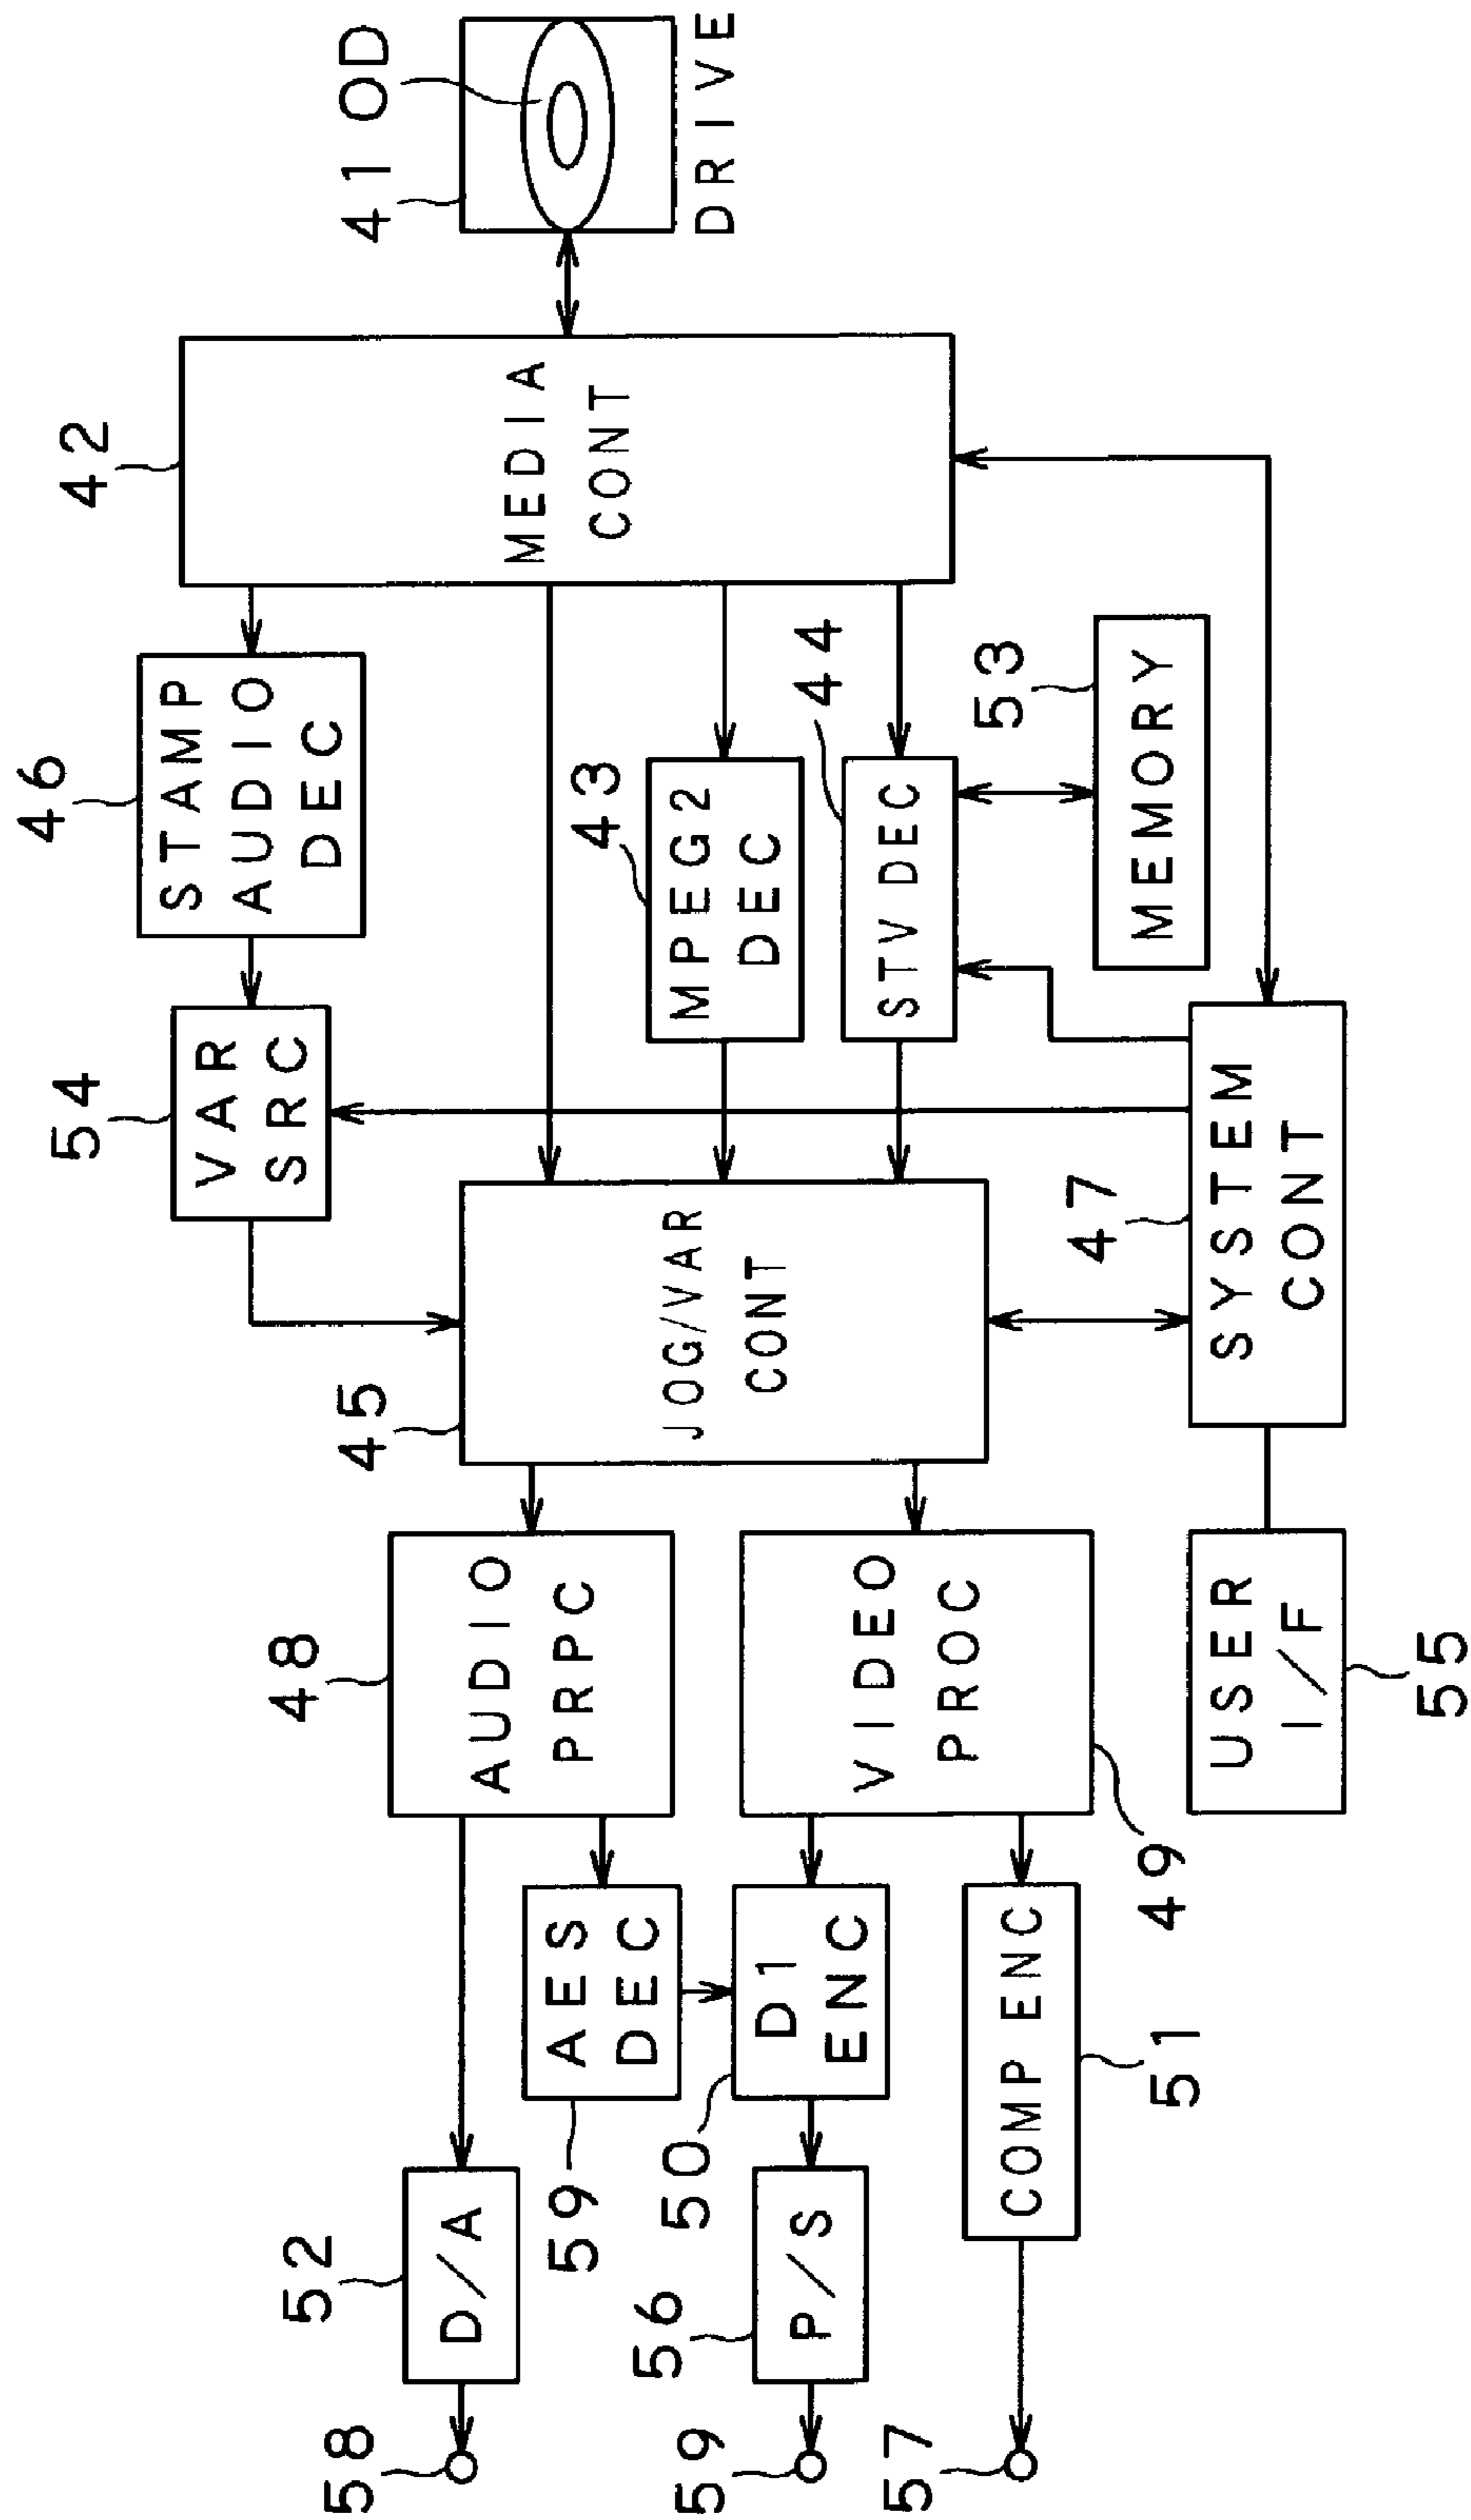 46
54
42
STAMP
AUDIO
DEC
VAR
SRC
48
52
58
45
41
OD
D/A
AUDIO
PRPC
MEDIA
CONT
59
AES
DEC
43
MPEG2
DEC
JOG/VAR
CONT
DRIVE
59
56
50
P/S
D1
ENC
44
STV DEC
VIDEO
PROC
57
COMP ENC
53
MEMORY
47
51
49
USER
I/F
SYSTEM
CONT
55